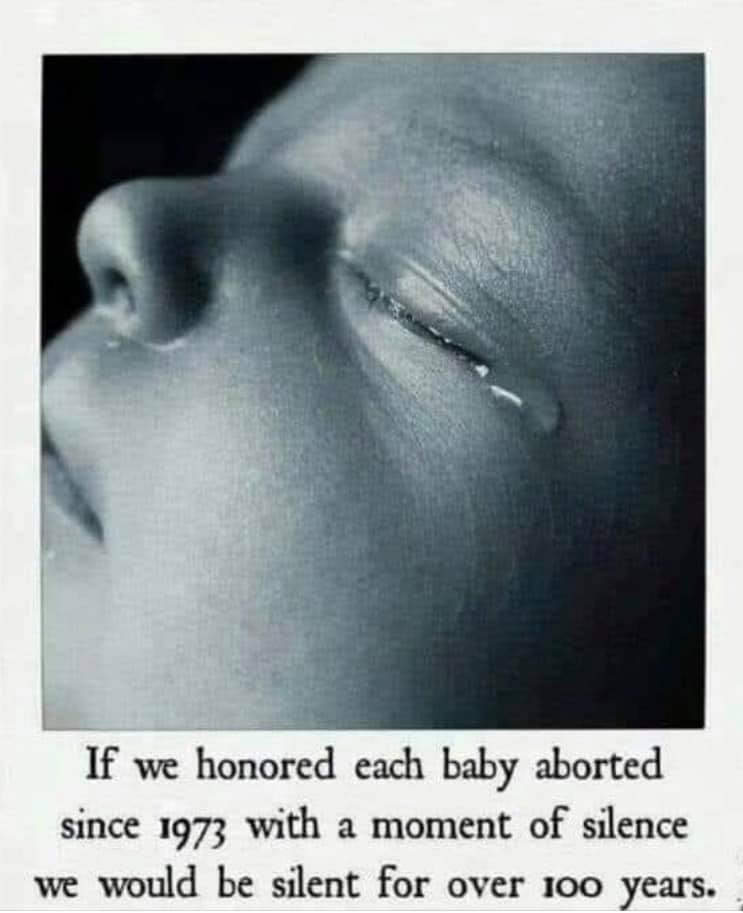 If we honored each baby aborted
since 1973 with a moment of silence
we would be silent for over 100 years.